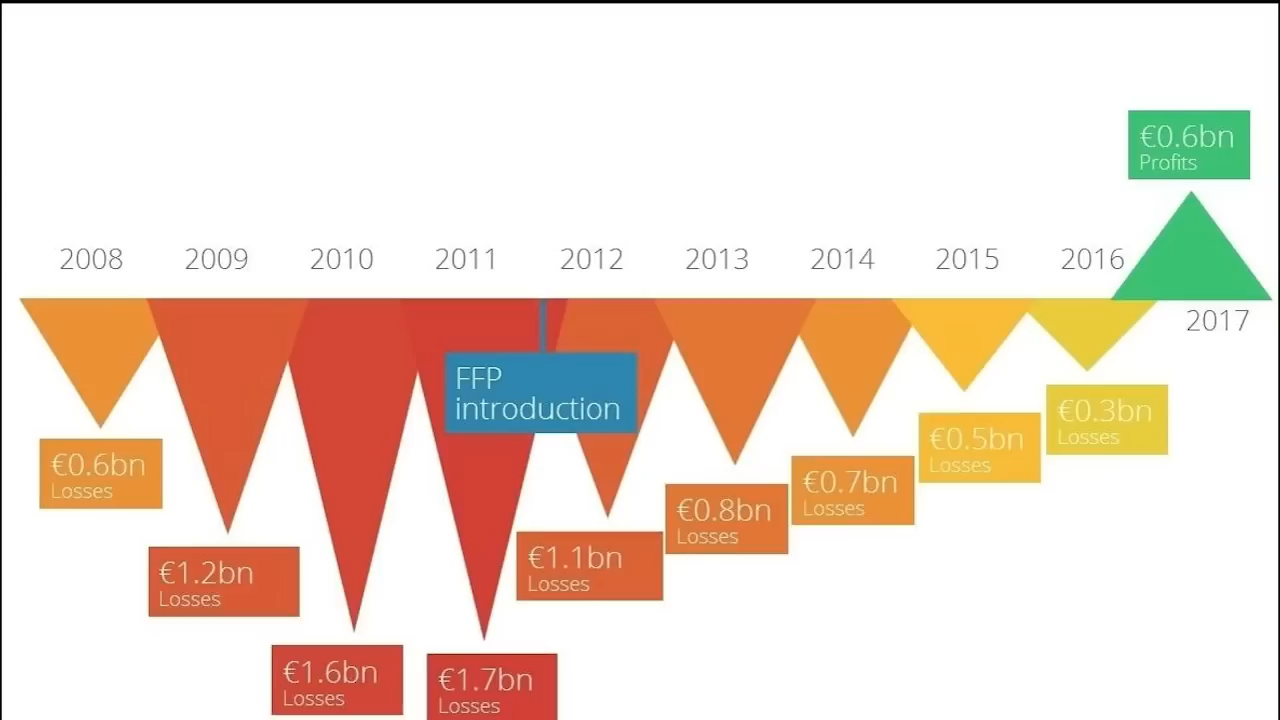 €0.6bn
Profits
2008
2009
2010
2011
2012
2013
2014
2015
2016
2017
FFP
introduction
€0.6bn
Losses
€1.2bn
Losses
€1.6bn
Losses
€1.7bn
Losses
€1.1bn
Losses
€0.8bn
Losses
€0.7bn
Losses
€0.5bn
Losses
€0.3bn
Losses